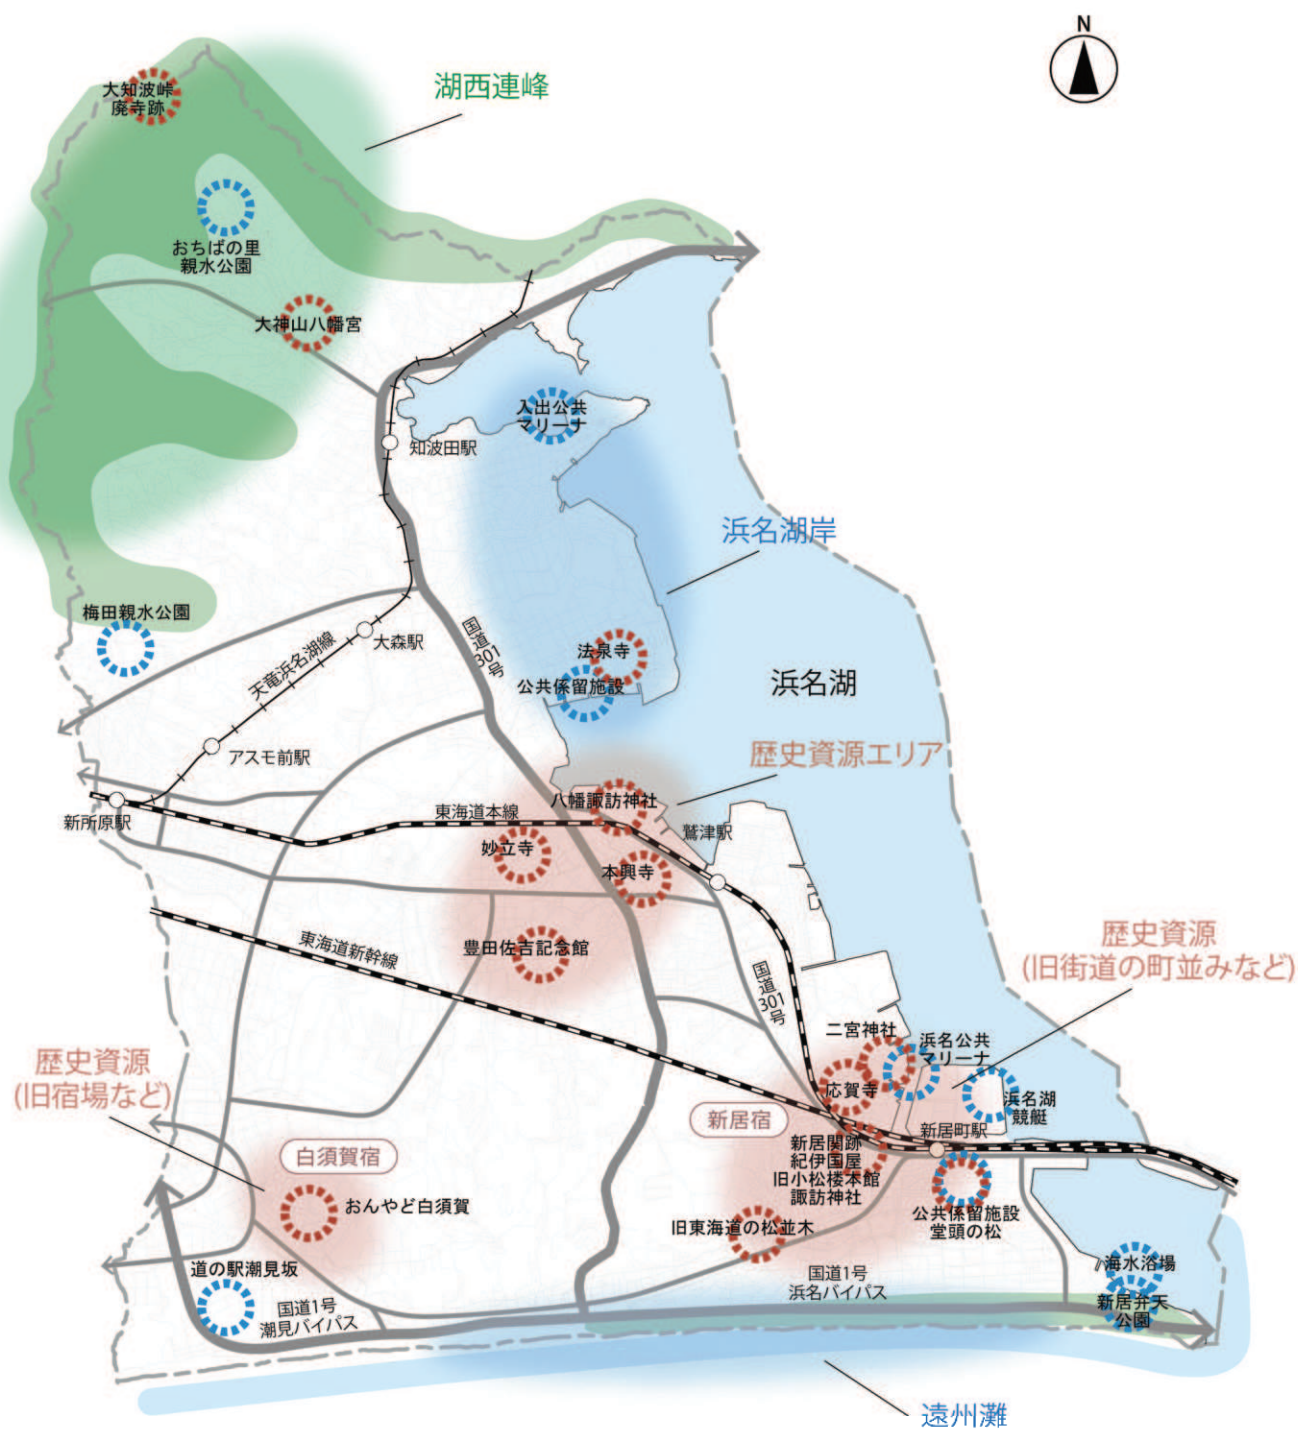 N
湖西連峰
大知波峠
廃寺跡
おちばの里
親水公園
大神山八幡宮
入出公共
マリーナ
知波田駅
浜名湖岸
梅田親水公園
大森駅
天竜浜名湖線
国道301号
法泉寺
公共係留施設
浜名湖
アスモ前駅
歴史資源エリア
新所原駅
東海道本線
八幡諏訪神社
鷲津駅
妙立寺
本興寺
豊田佐吉記念館
東海道新幹線
歴史資源
(旧街道の町並みなど)
国道301号
二宮神社
浜名公共
マリーナ
歴史資源
(旧宿場など)
応賀寺
浜名湖
競艇
新居宿
新居町駅
新居関跡
紀伊国屋
旧小松楼本館
諏訪神社
白須賀宿
おんやど白須賀
公共係留施設
堂頭の松
旧東海道の松並木
海水浴場
道の駅潮見坂
国道1号
浜名バイパス
新居弁天
公園
国道1号
潮見バイパス
遠州灘